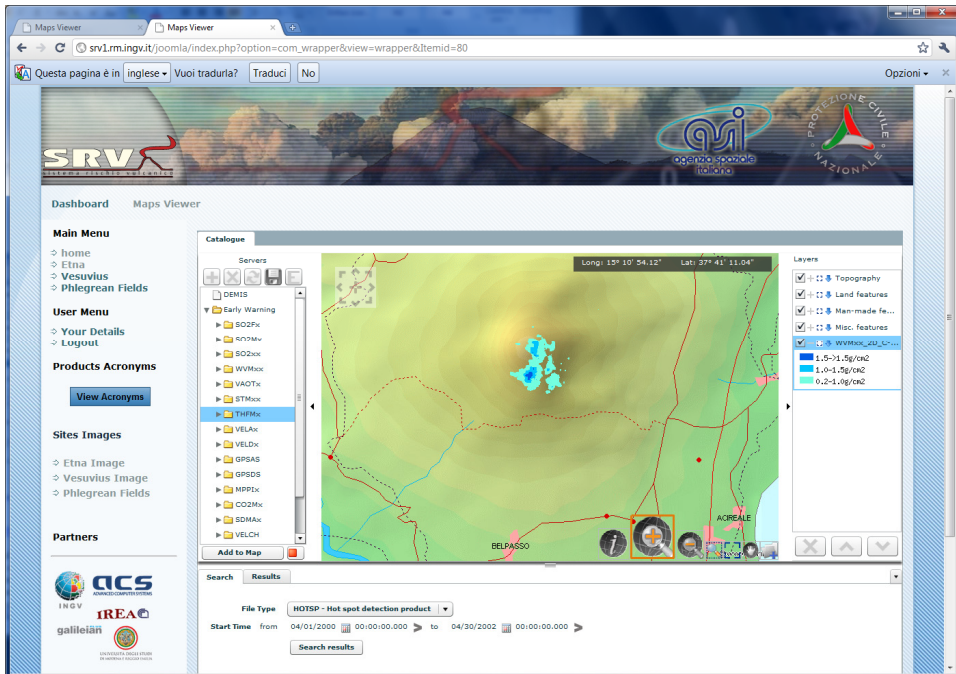 Maps Viewer
Maps Viewer
srv1.rm.ingv.it/joomla/index.php?option=com_wrapper&view=wrapper&Itemid=80
Questa pagina è in inglese Vuoi tradurla? Traduci No Opzioni
SRV
sistema rischio vulcanico
asi
agenzia spaziale
italiana
PROTEZIONE CIVILE
NAZIONALE
Dashboard Maps Viewer
Main Menu
home
Etna
Vesuvius
Phlegrean Fields
User Menu
Your Details
Logout
Products Acronyms
View Acronyms
Sites Images
Etna Image
Vesuvius Image
Phlegrean Fields
Partners
INGV
acs
ADVANCED COMPUTER SYSTEMS
IREA
galileian
Catalogue
Servers
E
DEMIS
Early Warning
SO2Fx
SO2Mx
SO2xx
WVMxx
VAOTx
STMxx
THFMx
VELAx
VELDx
GPSAS
GPSDS
MPPIx
CO2Mx
SDMAx
VELCH
Add to Map
Long: 15° 10' 54.12" Lat: 37° 41' 11.04"
ACIREALE
BELPASSO
i
Layers
Topography
Land features
Man-made fe...
Misc. features
WVMxx_2D_C-...
1.5->1.5g/cm2
1.0-1.5g/cm2
0.2-1.0g/cm2
Search Results
File Type HOTSP - Hot spot detection product
Start Time from 04/01/2000 00:00:00.000 to 04/30/2002 00:00:00.000
Search results